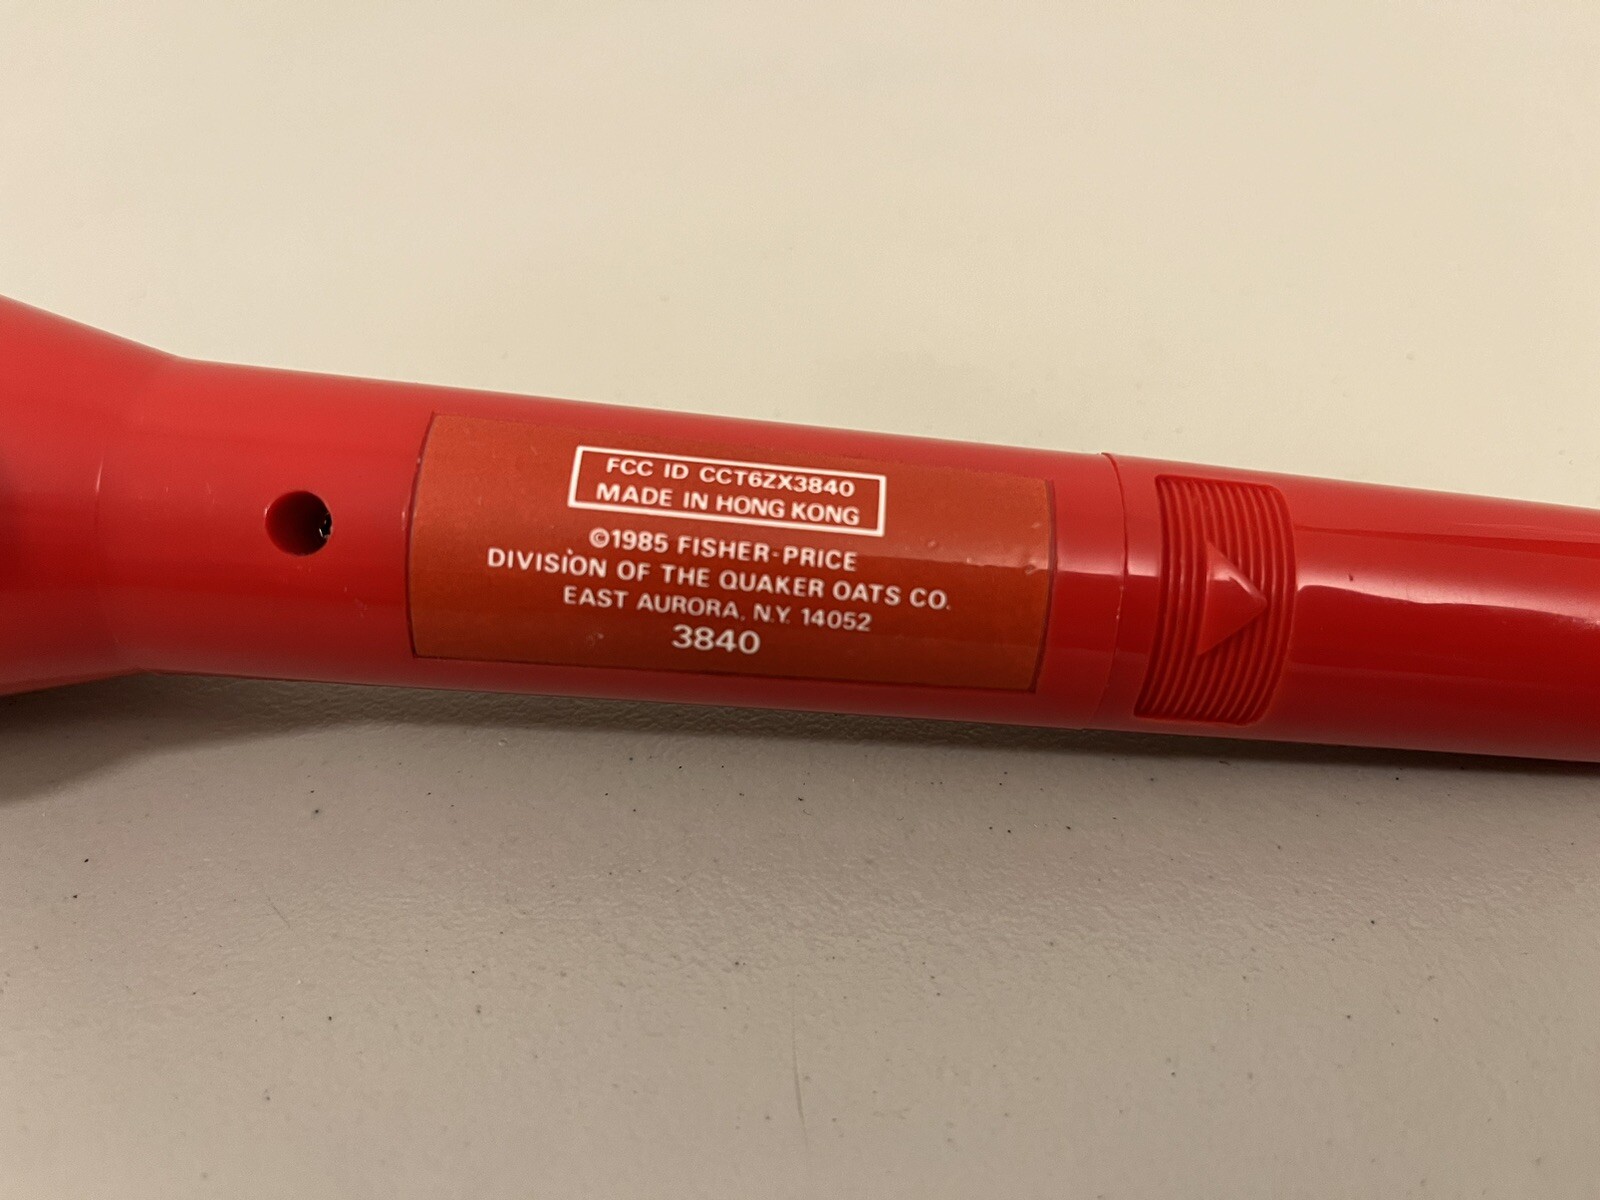 FCC ID CCT6ZX3840
MADE IN HONG KONG
©1985 FISHER-PRICE
DIVISION OF THE QUAKER OATS CO.
EAST AURORA, N.Y. 14052
3840